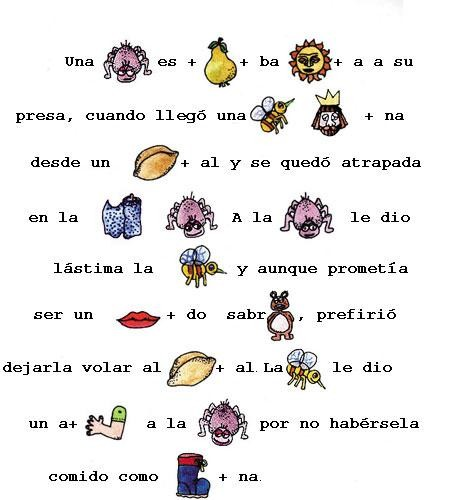 Una es + + ba + a a su
presa, cuando llegó una + na
desde un + al y se quedó atrapada
en la A la le dio
lástima la y aunque prometía
ser un + do sabr , prefirió
dejarla volar al + al. La le dio
un a+ a la por no habérsela
comido como + na.